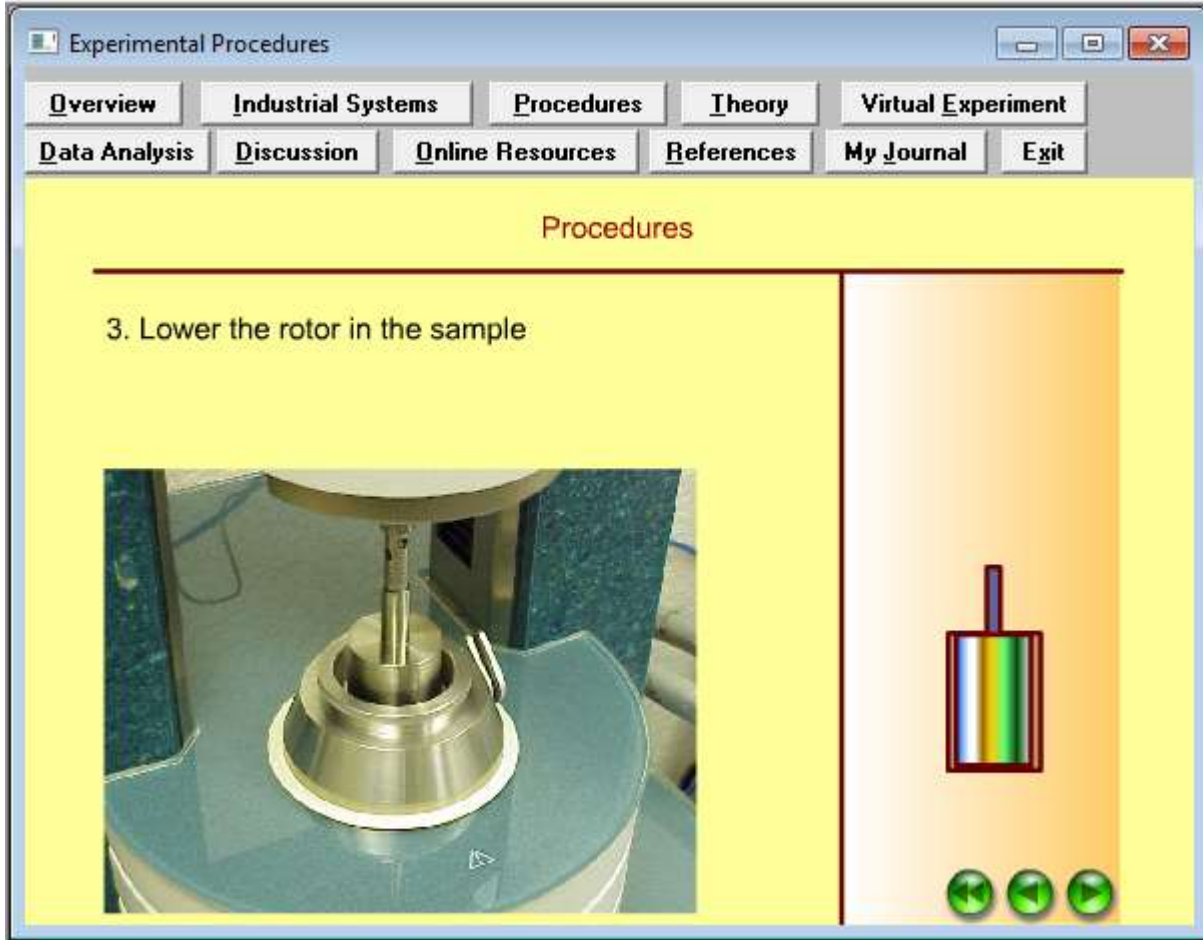 Experimental Procedures
Overview Industrial Systems Procedures Theory Virtual Experiment
Data Analysis Discussion Online Resources References My Journal Exit
Procedures
3. Lower the rotor in the sample